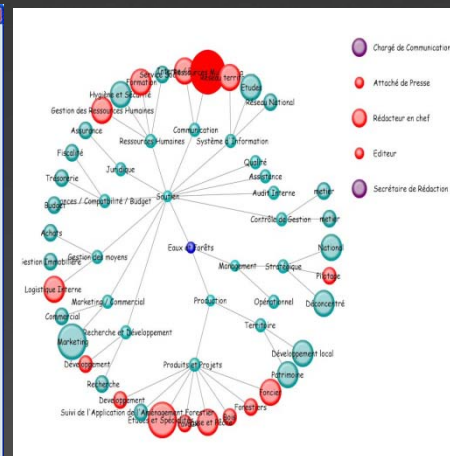 Chargé de Communication
Attaché de Presse
Rédacteur en chef
Editeur
Secrétaire de Rédaction
Formation
Hygiène et Sécurité
Gestion des Ressources Humaines
Etudes
Réseau National
Assurance
Ressources Humaines
Communication
Système d'Information
Fiscalité
Juridique
Qualité
Assistance
Trésorerie
Audit Interne
métier
Budget
Finances / Comptabilité / Budget
Soutien
Contrôle de Gestion
métier
Achats
Eaux et Forêts
National
Gestion Immobilière
Gestion des moyens
Management
Stratégique
Pilotage
Logistique Interne
Marketing / Commercial
Production
Opérationnel
Déconcentré
Commercial
Recherche et Développement
Territoire
Marketing
Développement local
Développement
Produits et Projets
Patrimoine
Recherche
Foncier
Développement
Suivi de l'Application de l'Aménagement Forestier
Forestiers
Etudes et Spécialités
Bois